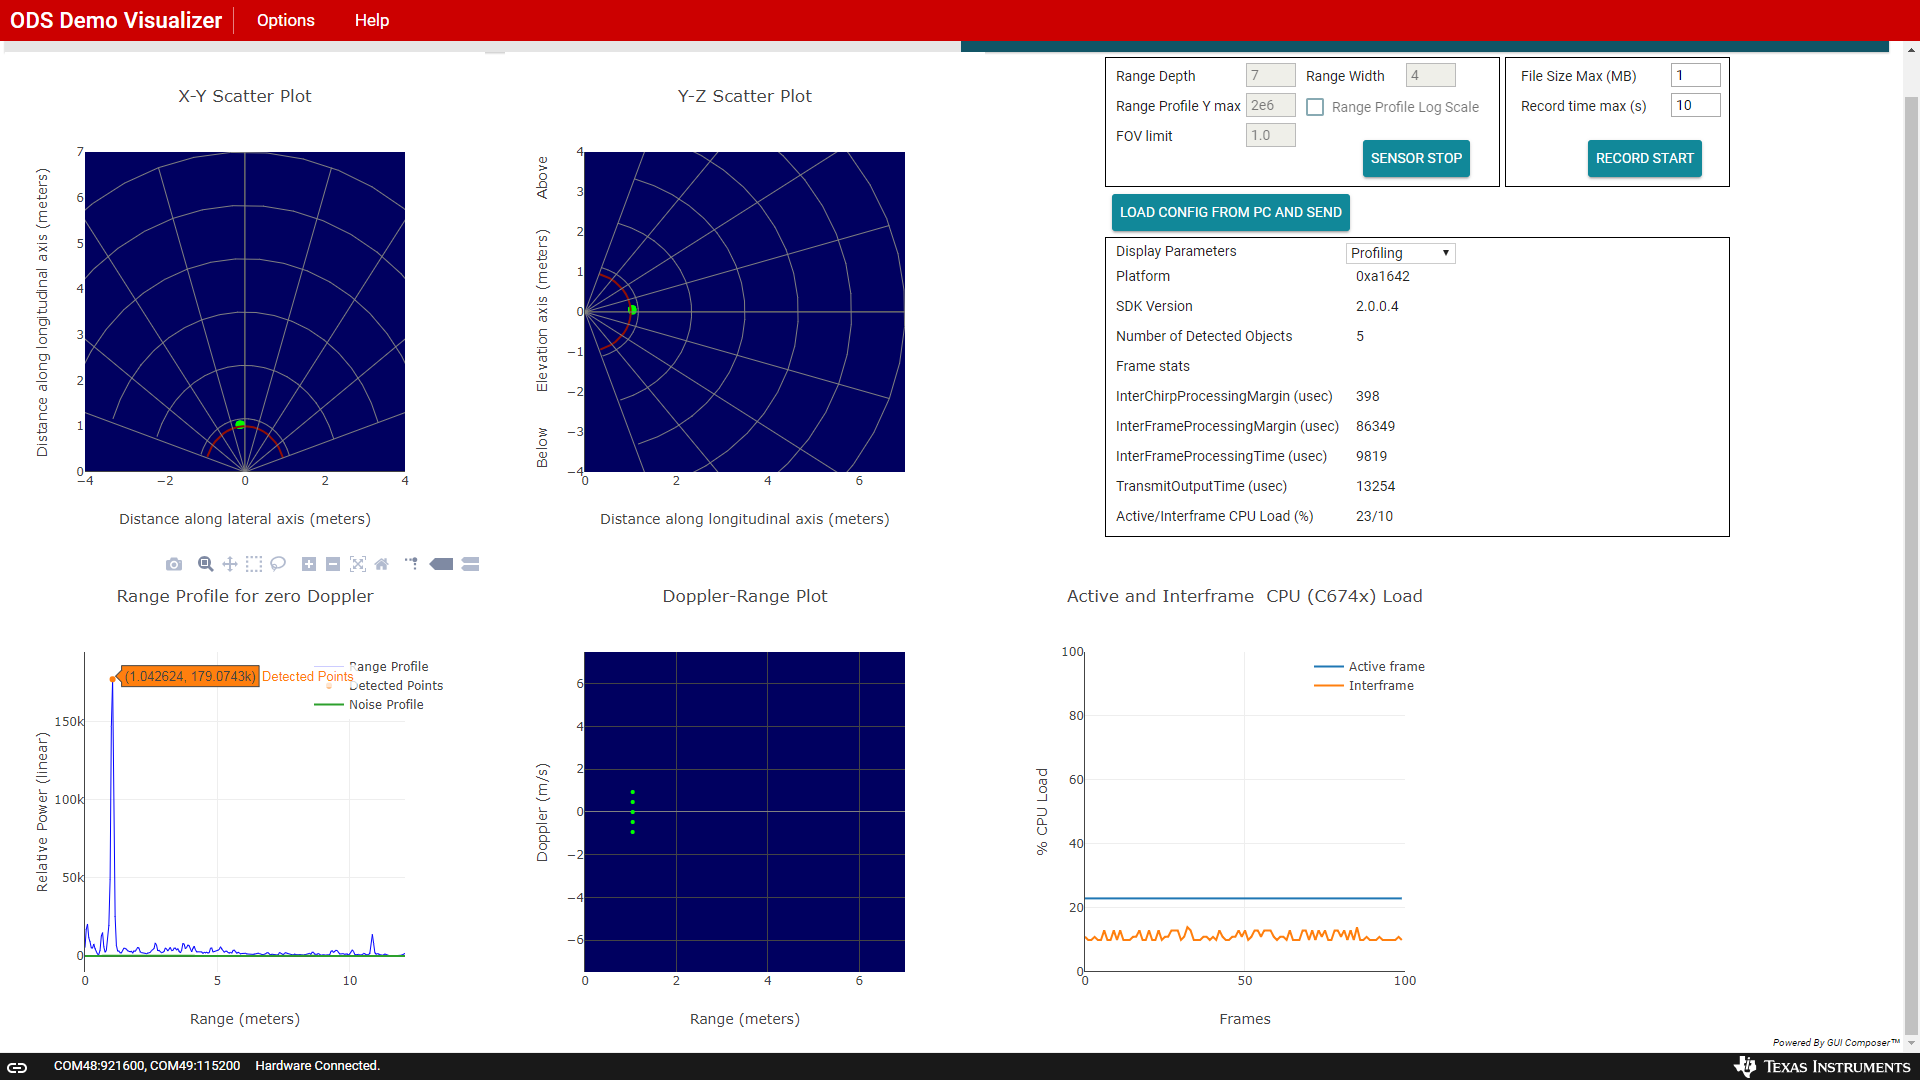 ODS Demo Visualizer Options Help
Range Depth 7 Range Width 4
Range Profile Y max 2e6 Range Profile Log Scale
FOV limit 1.0
SENSOR STOP
File Size Max (MB) 1
Record time max (s) 10
RECORD START
LOAD CONFIG FROM PC AND SEND
Display Parameters Profiling
Platform 0xa1642
SDK Version 2.0.0.4
Number of Detected Objects 5
Frame stats
InterChirpProcessingMargin (usec) 398
InterFrameProcessingMargin (usec) 86349
InterFrameProcessingTime (usec) 9819
TransmitOutputTime (usec) 13254
Active/Interframe CPU Load (%) 23/10
X-Y Scatter Plot
Distance along longitudinal axis (meters)
7
6
5
4
3
2
1
0
−4 −2 0 2 4
Distance along lateral axis (meters)
Y-Z Scatter Plot
Below Elevation axis (meters) Above
4
3
2
1
0
−1
−2
−3
−4
0 2 4 6
Distance along longitudinal axis (meters)
Range Profile for zero Doppler
Relative Power (linear)
150k
100k
50k
0
(1.042624, 179.0743k) Detected Points
Range Profile
Detected Points
Noise Profile
0 5 10
Range (meters)
Doppler-Range Plot
Doppler (m/s)
6
4
2
0
−2
−4
−6
0 2 4 6
Range (meters)
Active and Interframe CPU (C674x) Load
% CPU Load
100
80
60
40
20
0
Active frame
Interframe
0 50 100
Frames
Powered By GUI Composer™
COM48:921600, COM49:115200 Hardware Connected.
TEXAS INSTRUMENTS